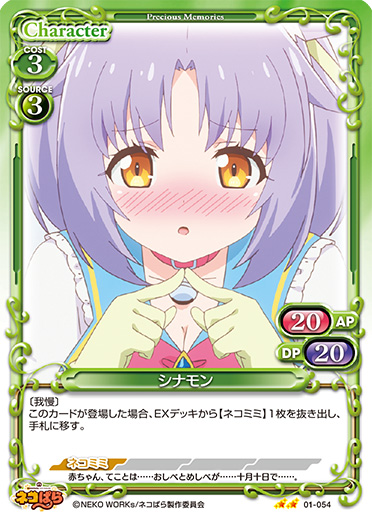 Precious Memories
Character
COST
3
SOURCE
3
20 AP
DP 20
シナモン
〔我慢〕
このカードが登場した場合、EXデッキから【ネコミミ】1枚を抜き出し、
手札に移す。
ネコミミ
赤ちゃん、てことは……おしべとめしべが…十月十日で……。
ネコぱら
©NEKO WORKs/ネコぱら製作委員会
01-054